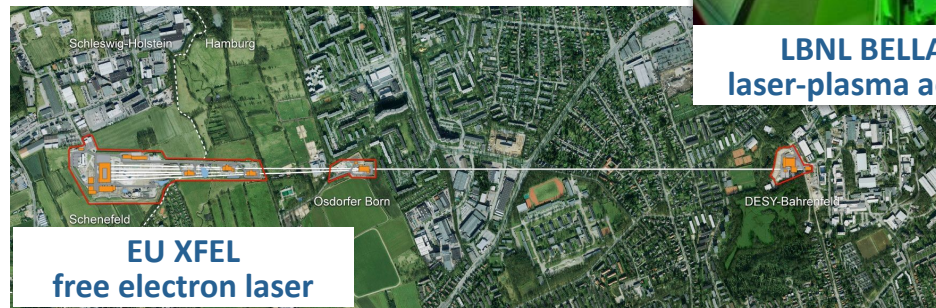 Schleswig-Holstein
Hamburg
LBNL BELLA
laser-plasma a
Osdorfer Born
DESY-Bahrenfeld
Schenefeld
EU XFEL
free electron laser